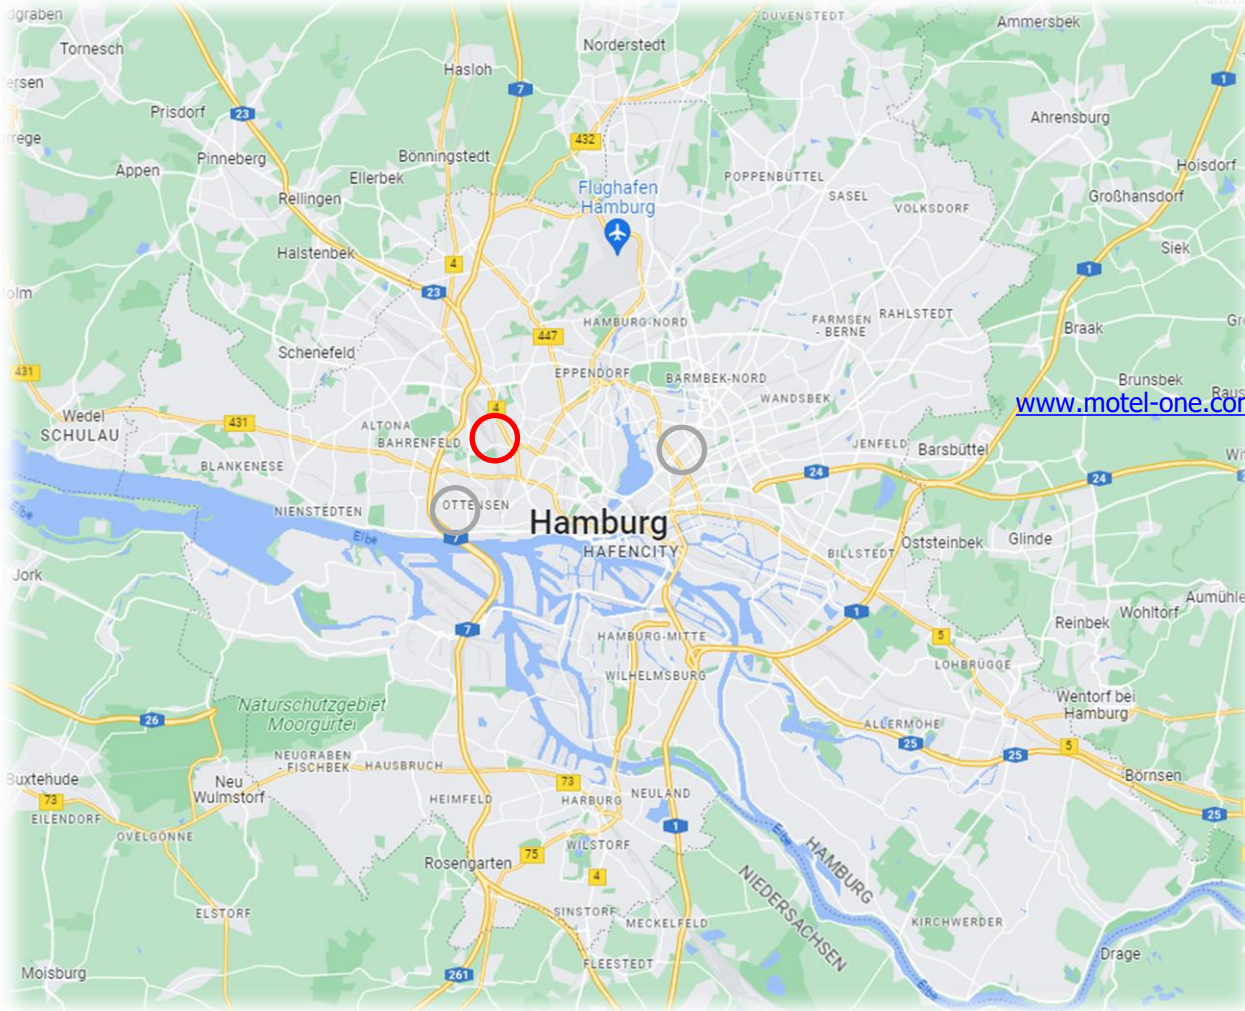 DUVENSTEDT
Ammersbek
Tornesch
Norderstedt
Hasloh
7
1
Prisdorf
23
Ahrensburg
432
Pinneberg
Bönningstedt
Hoisdorf
Appen
Ellerbek
POPPENBÜTTEL
Flughafen
Hamburg
Rellingen
SASEL
VOLKSDORF
Großhansdorf
Halstenbek
4
Siek
1
23
HAMBURG-NORD
FARMSEN
- BERNE
RAHLSTEDT
447
Braak
Schenefeld
431
EPPENDORF
BARMBEK-NORD
Brunsbek
WANDSBEK
www.motel-one.com
4
Wedel
SCHULAU
431
ALTONA
BAHRENFELD
JENFELD
Barsbüttel
BLANKENESE
24
24
NIENSTEDTEN
OTTENSEN
Hamburg
HAFENCITY
Elbe
Elbe
7
BILLSTEDT
Oststeinbek
Glinde
Jork
Aumühle
7
1
Wohltorf
Reinbek
HAMBURG-MITTE
5
LOHBRÜGGE
WILHELMSBURG
Naturschutzgebiet
Moorgürtel
Wentorf bei
Hamburg
26
ALLERMÖHE
25
25
5
NEUGRABEN
- FISCHBEK
HAUSBRUCH
Buxtehude
Neu
Wulmstorf
73
Börnsen
73
HEIMFELD
HARBURG
NEULAND
25
EILENDORF
OVELGÖNNE
1
Elbe
WILSTORF
Rosengarten
75
4
HAMBURG
NIEDERSACHSEN
ELSTORF
SINSTORF
MECKELFELD
KIRCHWERDER
Drage
Moisburg
261
FLEESTEDT
Elbe